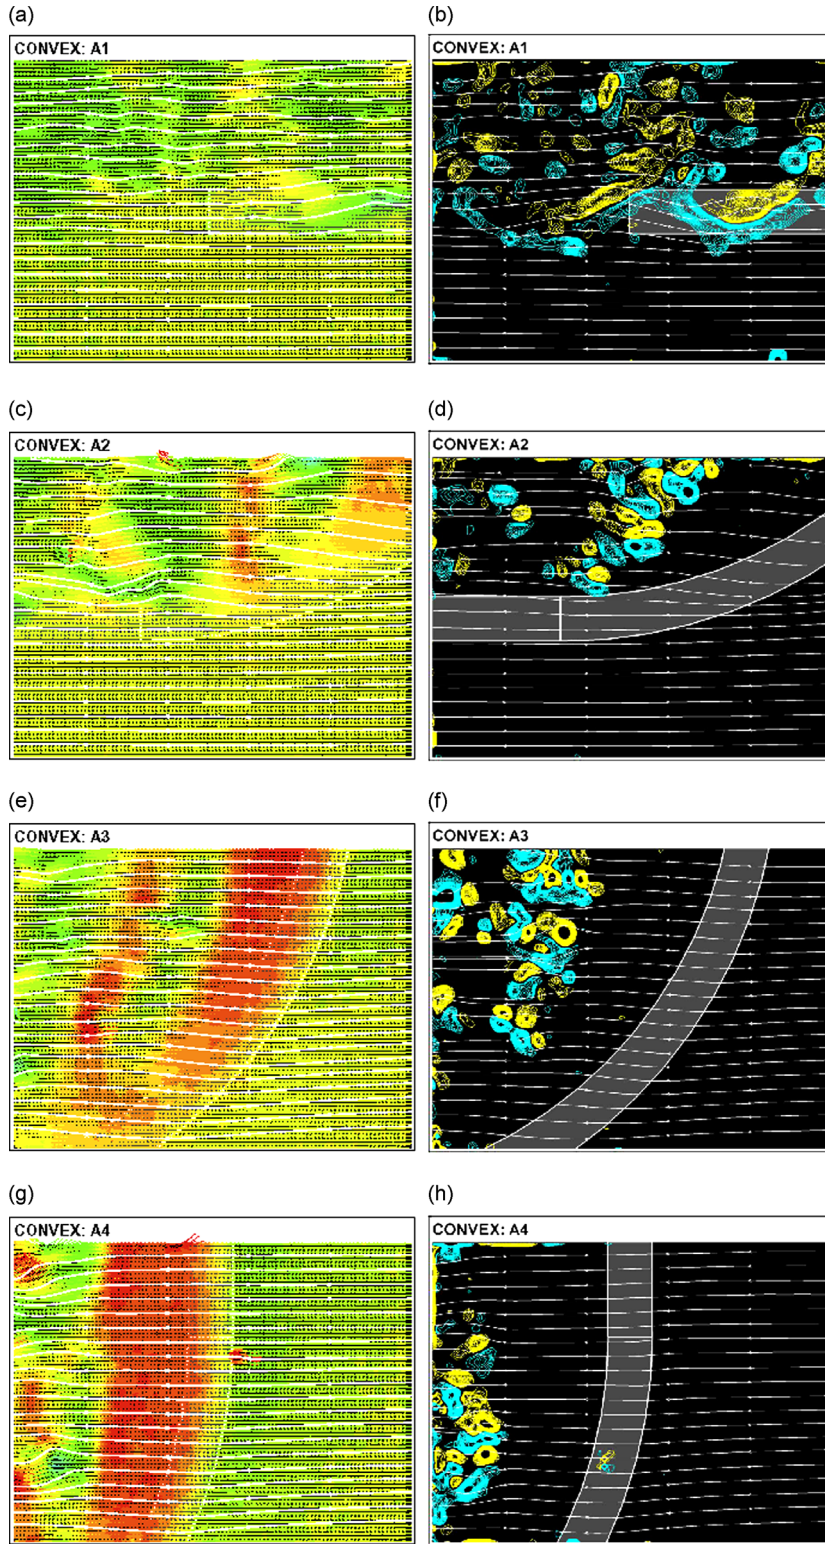 (a)
(b)
CONVEX: A1
CONVEX: A1
(c)
(d)
CONVEX: A2
CONVEX: A2
(e)
(f)
CONVEX: A3
CONVEX: A3
(g)
(h)
CONVEX: A4
CONVEX: A4